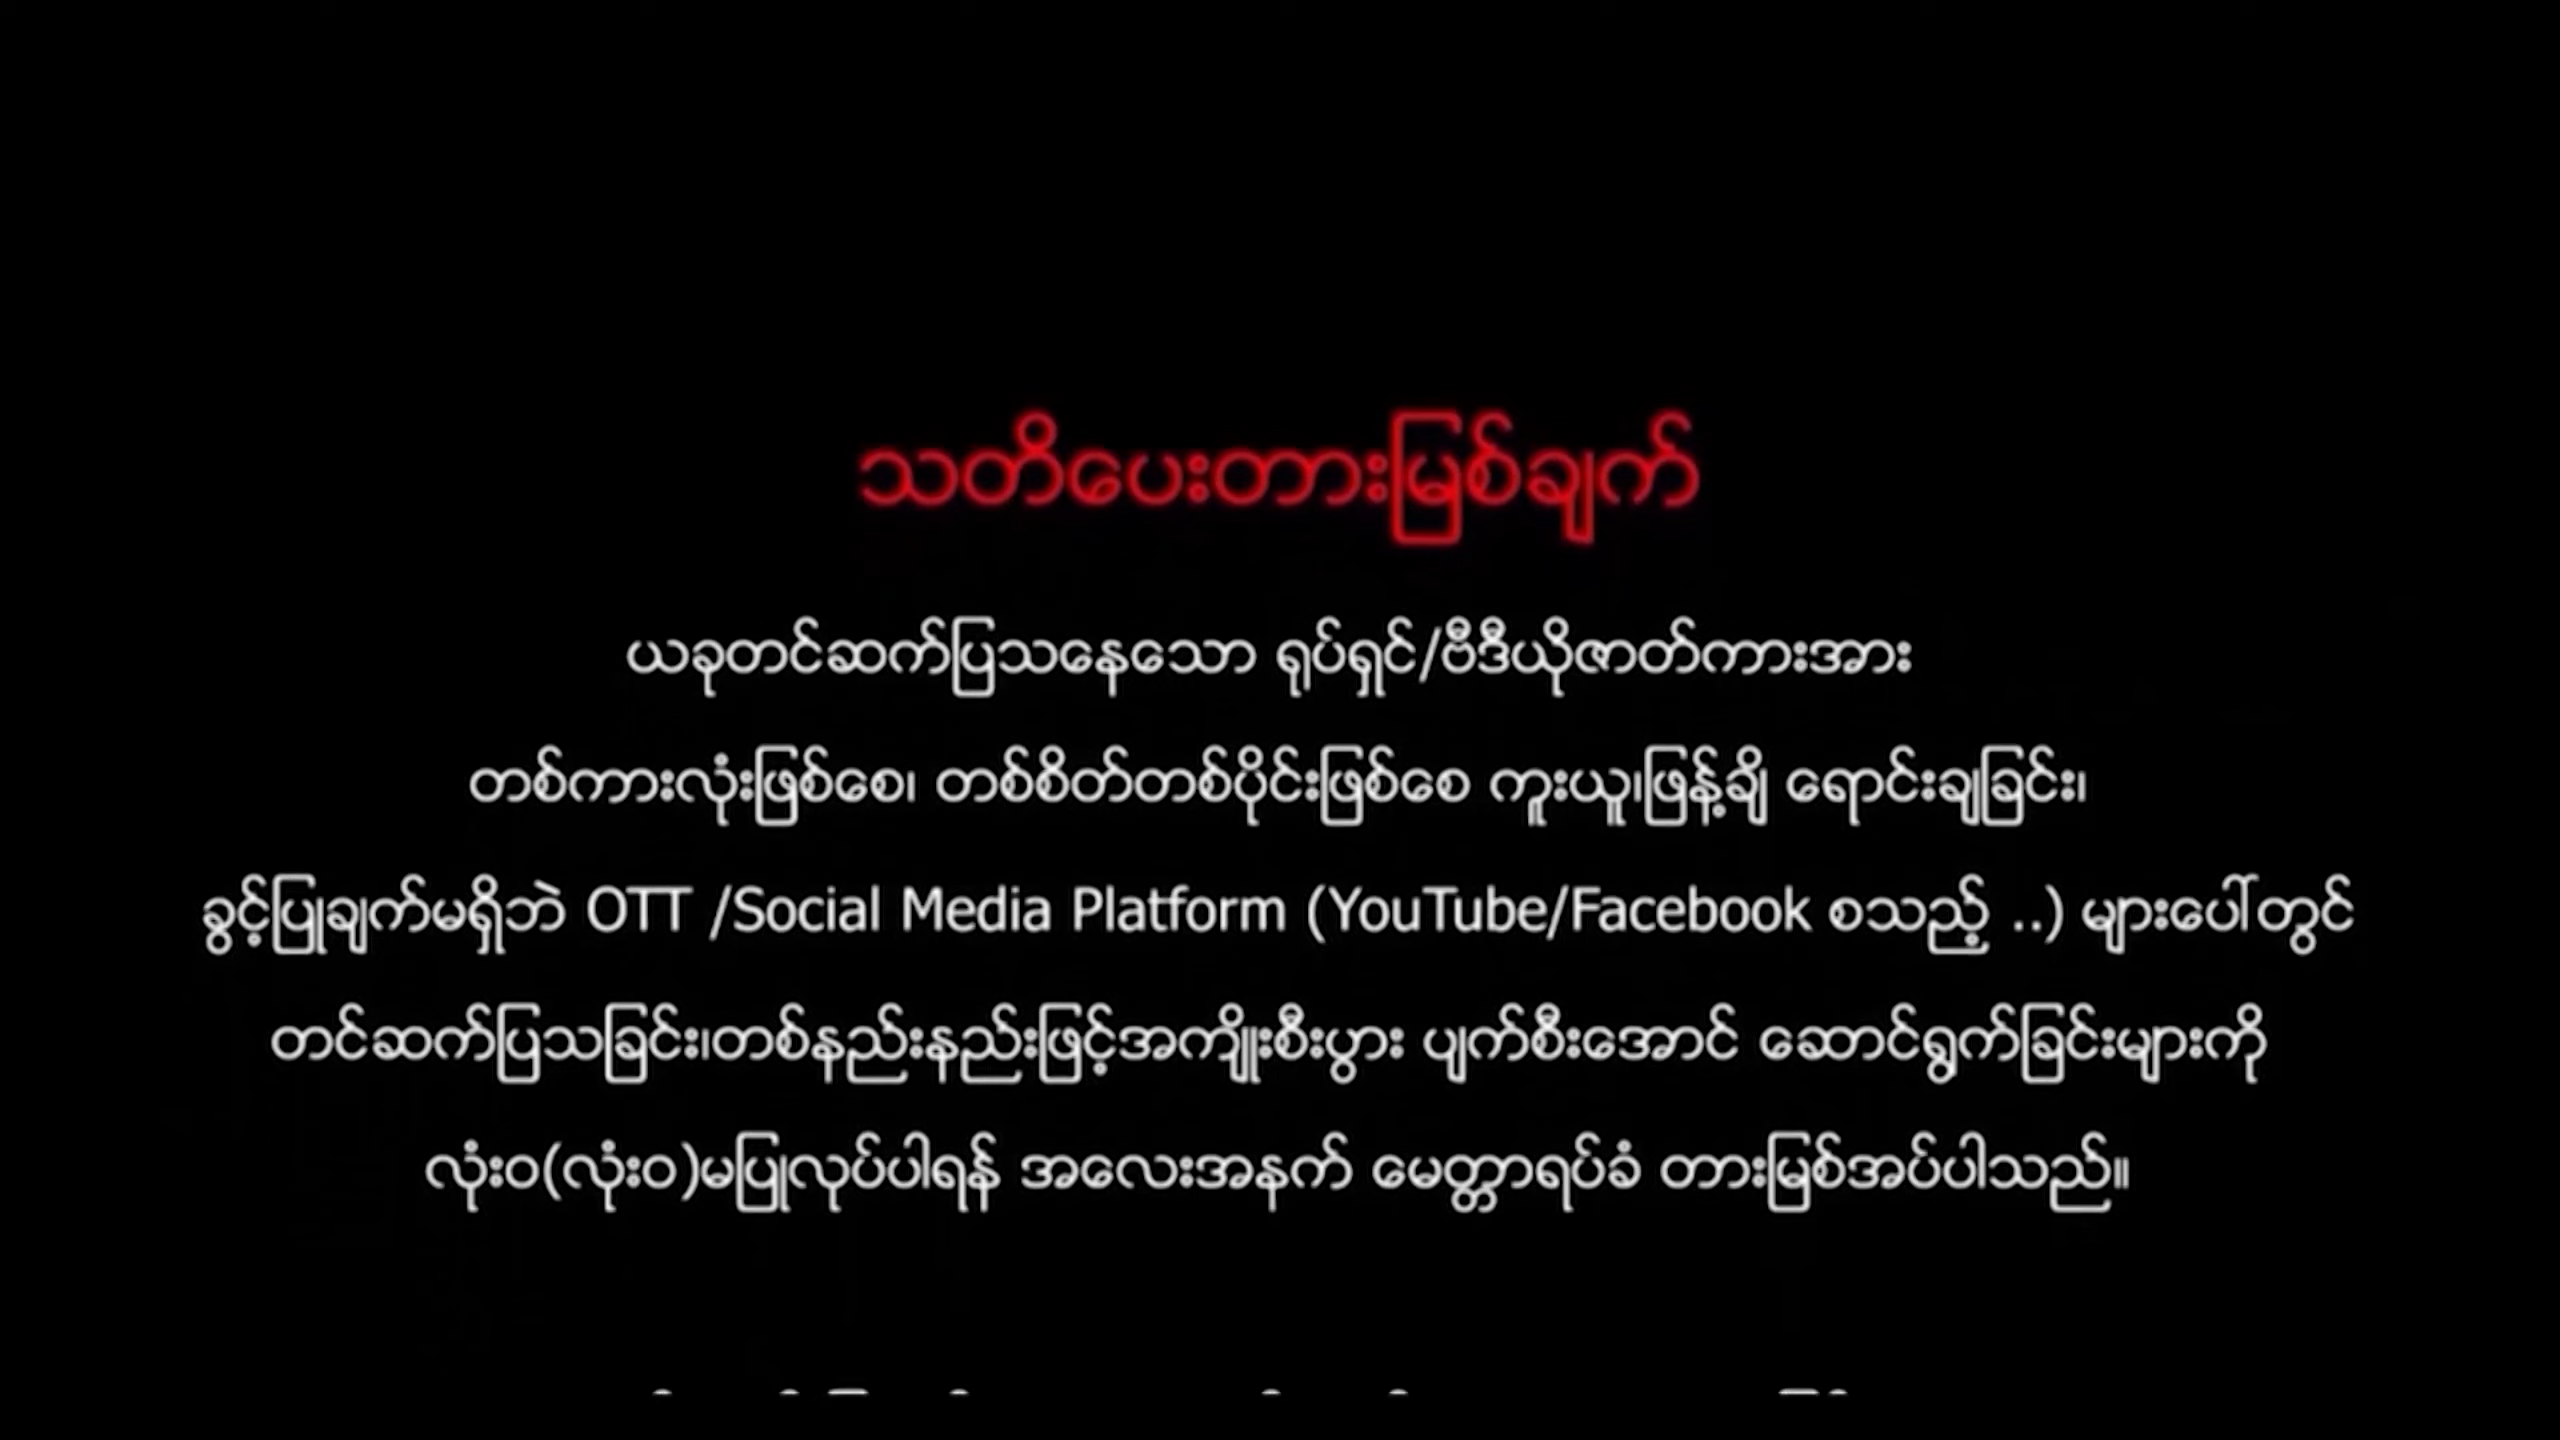 သတိပေးတားမြစ်ချက်
ယခုတင်ဆက်ပြသနေသော ရုပ်ရှင်/ဗီဒီယိုဇာတ်ကားအား
တစ်ကားလုံးဖြစ်စေ၊ တစ်စိတ်တစ်ပိုင်းဖြစ်စေ ကူးယူ၊ဖြန့်ချိ ရောင်းချခြင်း၊
ခွင့်ပြုချက်မရှိဘဲ OTT /Social Media Platform (YouTube/Facebook စသည့် ..) များပေါ်တွင်
တင်ဆက်ပြသခြင်း၊တစ်နည်းနည်းဖြင့်အကျိုးစီးပွား ပျက်စီးအောင် ဆောင်ရွက်ခြင်းများကို
လုံးဝ(လုံးဝ)မပြုလုပ်ပါရန် အလေးအနက် မေတ္တာရပ်ခံ တားမြစ်အပ်ပါသည်။